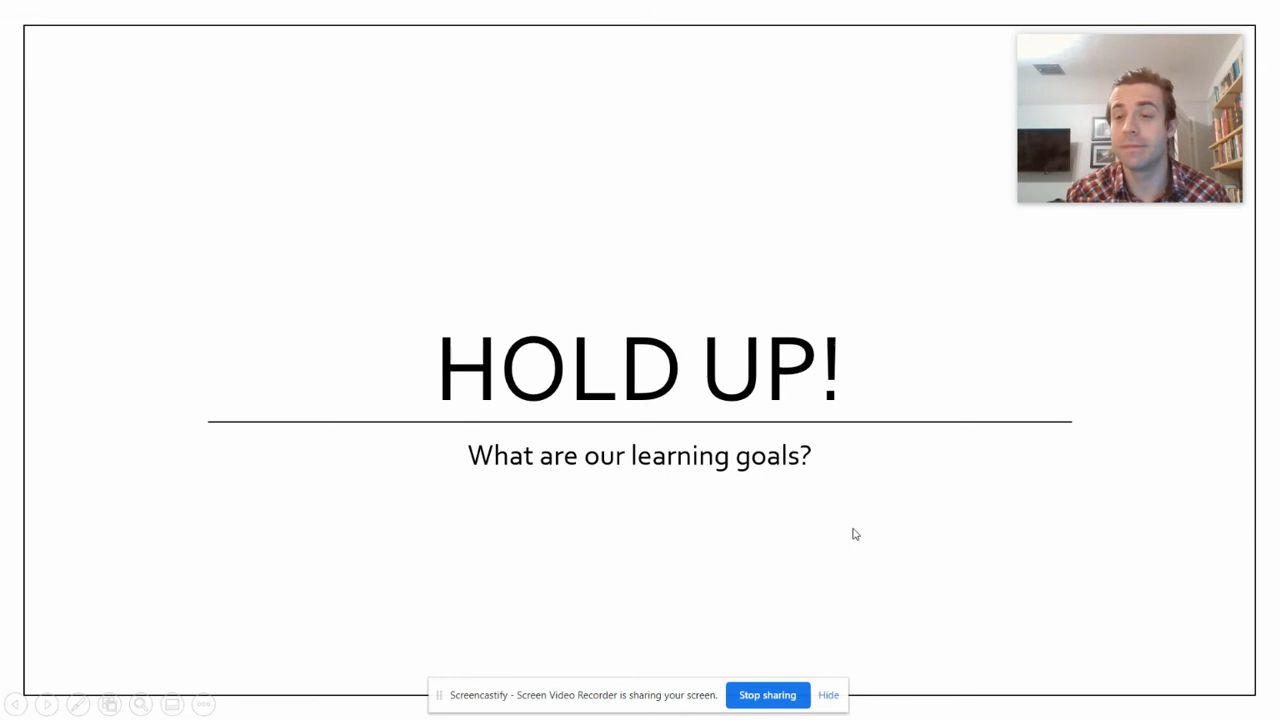 HOLD UP!
What are our learning goals?
Screencastify - Screen Video Recorder is sharing your screen. Stop sharing Hide